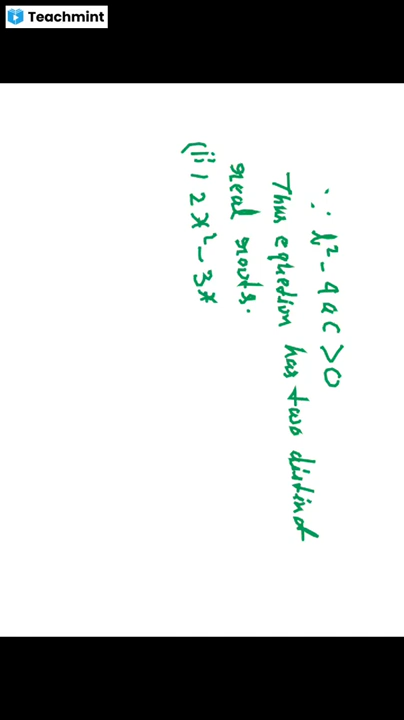 Teachmint
∵ b² - 4ac > 0
Thus equation has two distinct
real roots.
(ii) 2x² - 3x